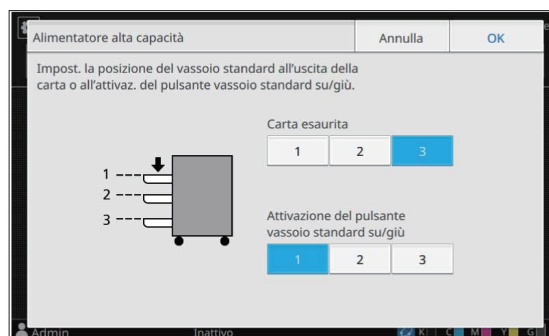 Alimentatore alta capacità
Annulla
OK
Impost. la posizione del vassoio standard all'uscita della
carta o all'attivaz. del pulsante vassoio standard su/giù.
Carta esaurita
1 2 3
1
2
3
Attivazione del pulsante
vassoio standard su/giù
1 2 3
Admin
Inattivo
K C M Y G